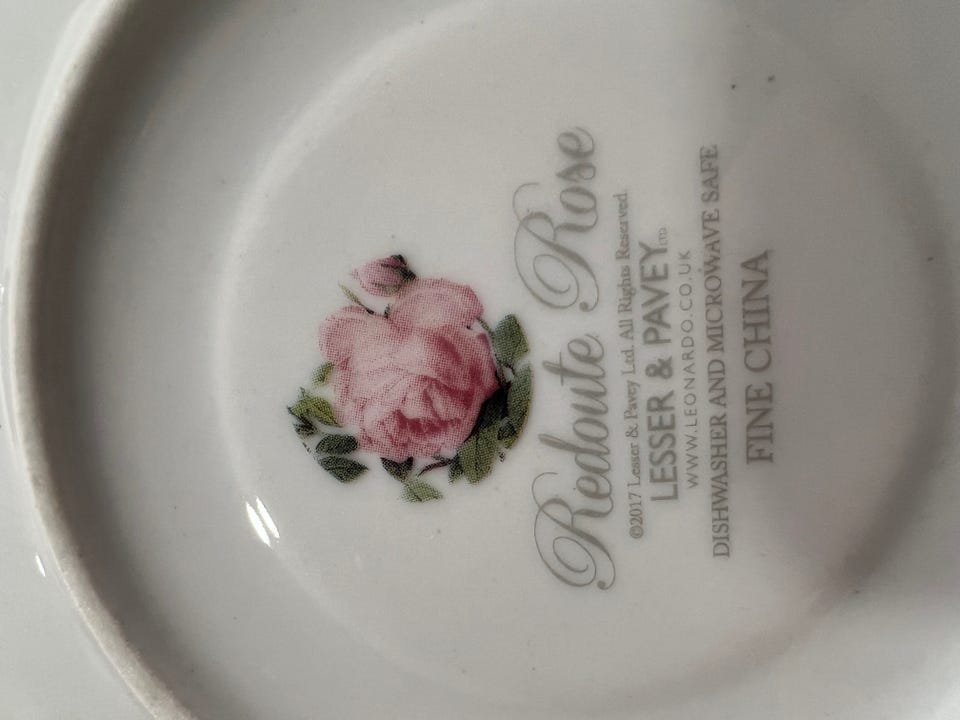 Redoute Rose
©2017 Lesser & Pavey Ltd. All Rights Reserved.
LESSER & PAVEY LTD
WWW.LEONARDO.CO.UK
DISHWASHER AND MICROWAVE SAFE
FINE CHINA